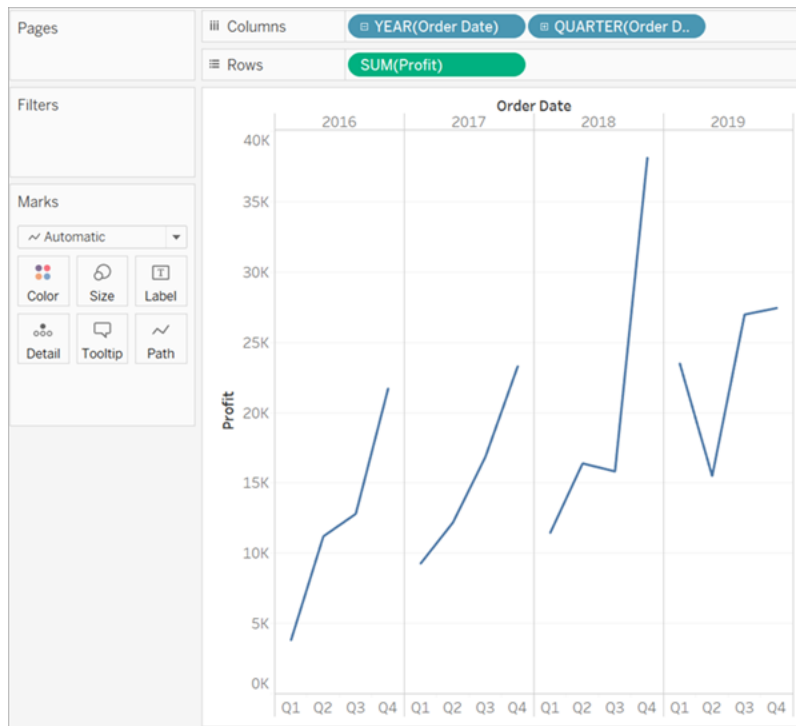 Pages
Columns
YEAR(Order Date)
QUARTER(Order D..
Rows
SUM(Profit)
Filters
Marks
Automatic
Color
Size
Label
Detail
Tooltip
Path
Order Date
2016 2017 2018 2019
40K
35K
30K
25K
20K
15K
10K
5K
0K
Profit
Q1 Q2 Q3 Q4 Q1 Q2 Q3 Q4 Q1 Q2 Q3 Q4 Q1 Q2 Q3 Q4